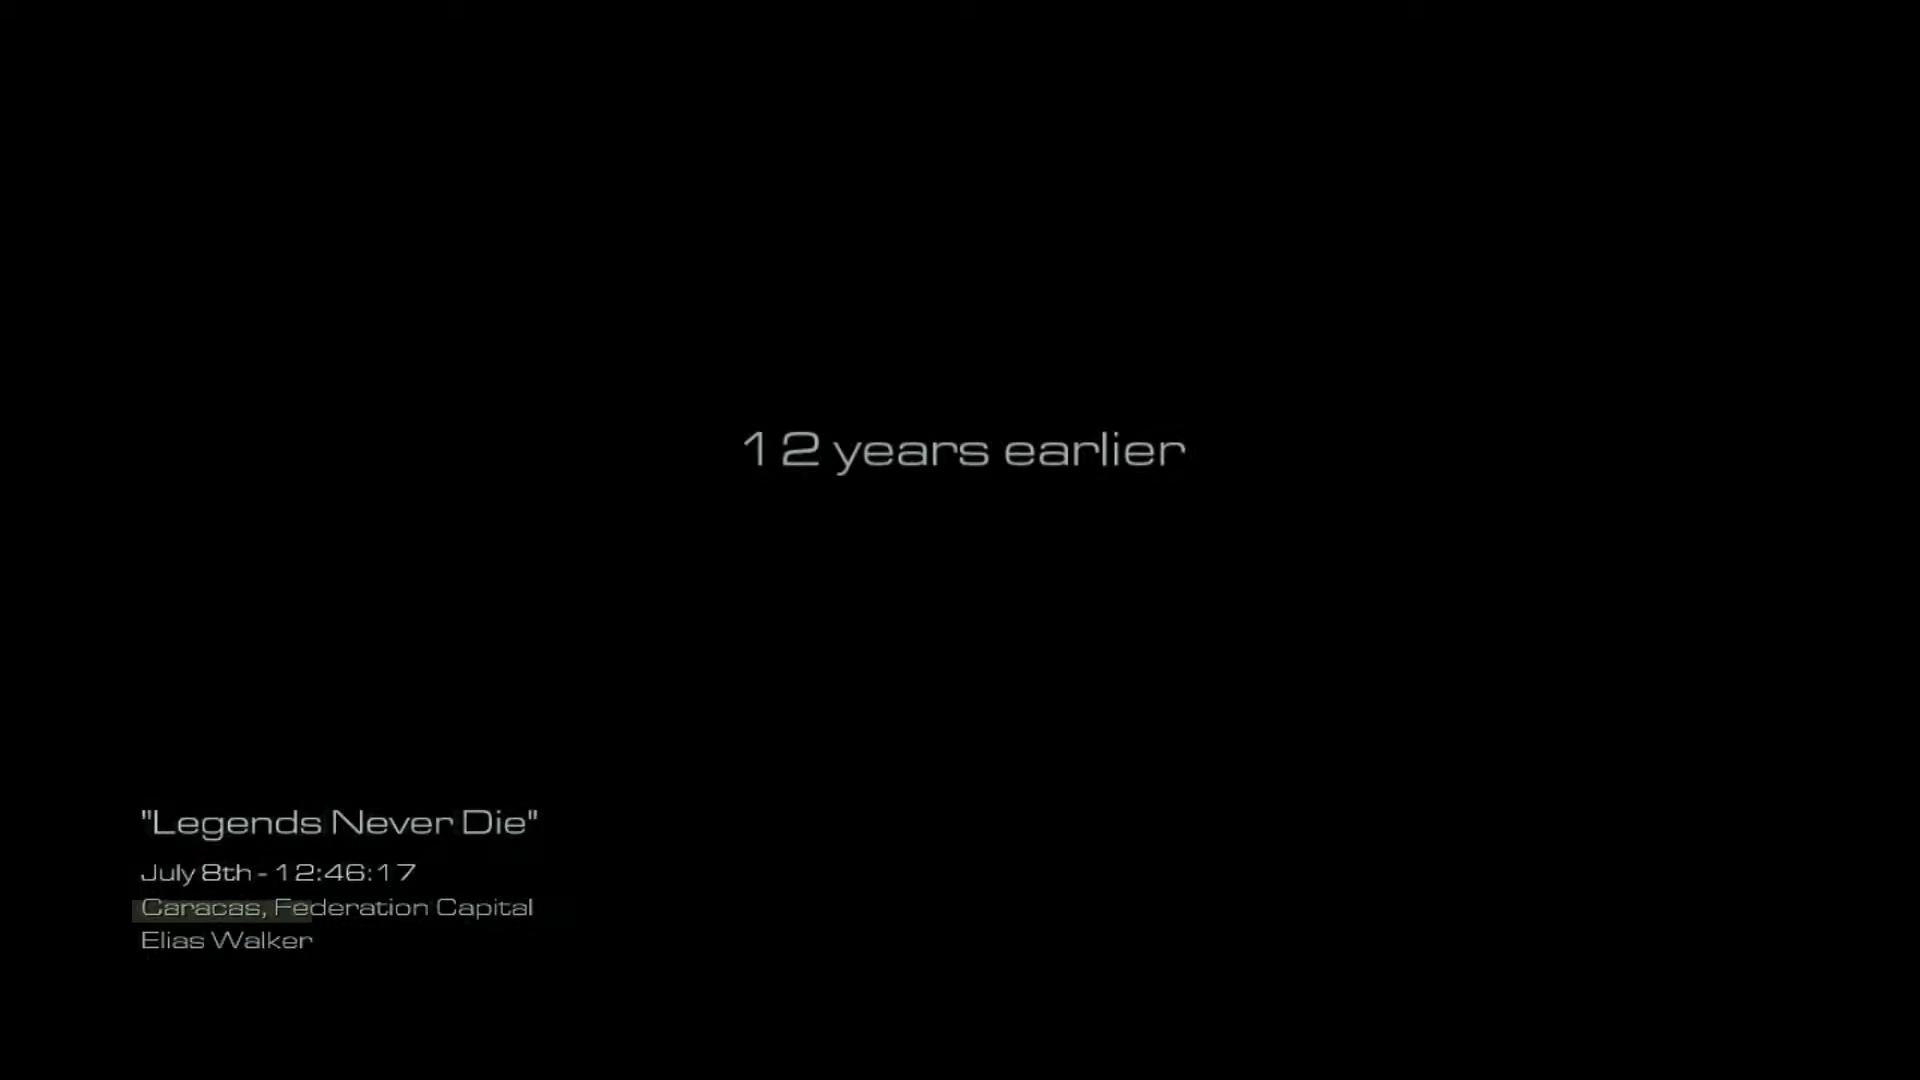 12 years earlier
"Legends Never Die"
July 8th - 12:46:17
Caracas, Federation Capital
Elias Walker